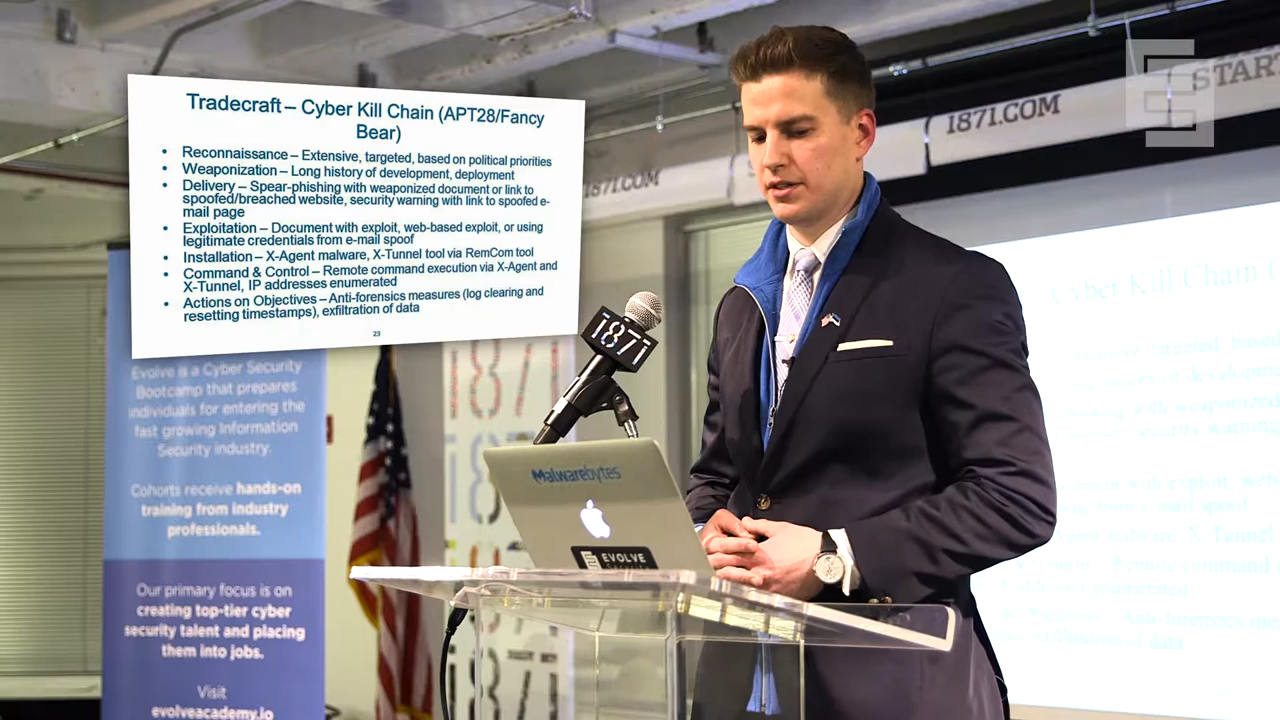 Tradecraft – Cyber Kill Chain (APT28/Fancy
Bear)
• Reconnaissance – Extensive, targeted, based on political priorities
• Weaponization – Long history of development, deployment
• Delivery – Spear-phishing with weaponized document or link to
spoofed/breached website, security warning with link to spoofed e-
mail page
• Exploitation – Document with exploit, web-based exploit, or using
legitimate credentials from e-mail spoof
• Installation – X-Agent malware, X-Tunnel tool via RemCom tool
• Command & Control – Remote command execution via X-Agent and
X-Tunnel, IP addresses enumerated
• Actions on Objectives – Anti-forensics measures (log clearing and
resetting timestamps), exfiltration of data
23
1871.COM
START
1871.COM
Cyber Kill Chain (
1871
1871
1871
Malwarebytes
EVOLVE
Evolve is a Cyber Security
Bootcamp that prepares
individuals for entering the
fast growing Information
Security industry.
Cohorts receive hands-on
training from industry
professionals.
Our primary focus is on
creating top-tier cyber
security talent and placing
them into jobs.
Visit
evolveacademy.io